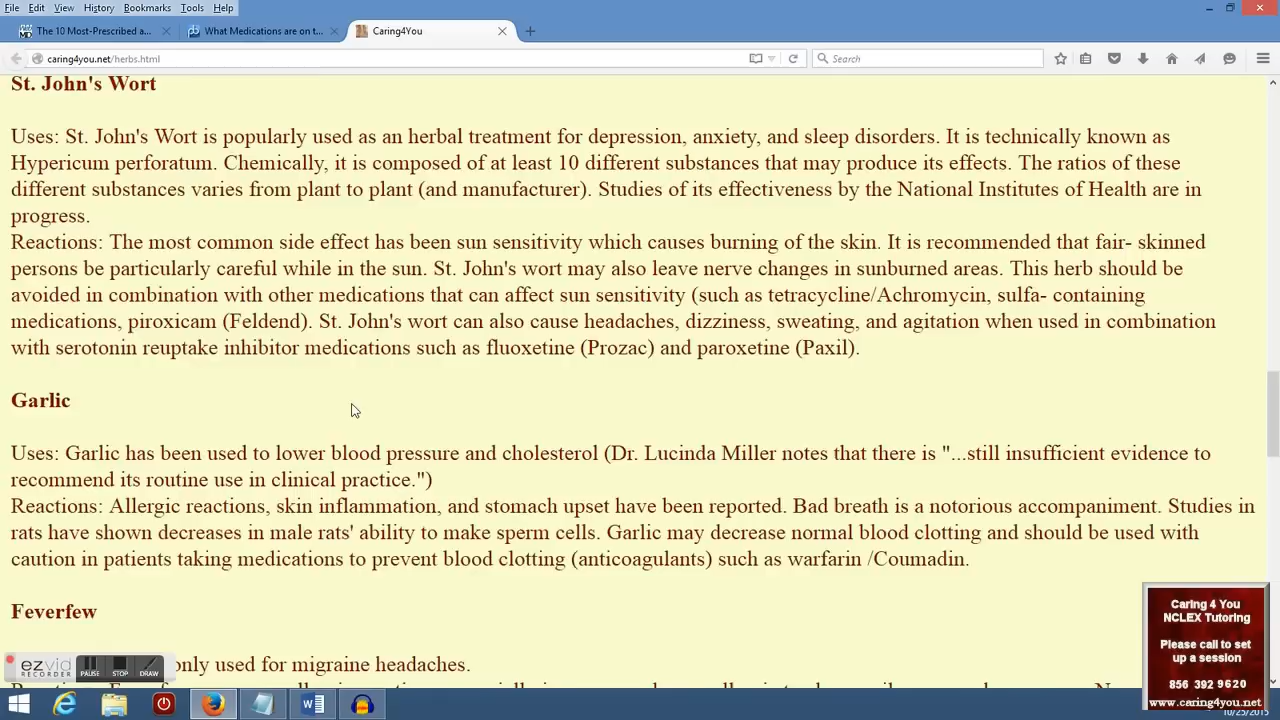 File Edit View History Bookmarks Tools Help
The 10 Most-Prescribed a...
What Medications are on t...
Caring4You
caring4you.net/herbs.html
Search
St. John's Wort
Uses: St. John's Wort is popularly used as an herbal treatment for depression, anxiety, and sleep disorders. It is technically known as
Hypericum perforatum. Chemically, it is composed of at least 10 different substances that may produce its effects. The ratios of these
different substances varies from plant to plant (and manufacturer). Studies of its effectiveness by the National Institutes of Health are in
progress.
Reactions: The most common side effect has been sun sensitivity which causes burning of the skin. It is recommended that fair- skinned
persons be particularly careful while in the sun. St. John's wort may also leave nerve changes in sunburned areas. This herb should be
avoided in combination with other medications that can affect sun sensitivity (such as tetracycline/Achromycin, sulfa- containing
medications, piroxicam (Feldend). St. John's wort can also cause headaches, dizziness, sweating, and agitation when used in combination
with serotonin reuptake inhibitor medications such as fluoxetine (Prozac) and paroxetine (Paxil).
Garlic
Uses: Garlic has been used to lower blood pressure and cholesterol (Dr. Lucinda Miller notes that there is "...still insufficient evidence to
recommend its routine use in clinical practice.")
Reactions: Allergic reactions, skin inflammation, and stomach upset have been reported. Bad breath is a notorious accompaniment. Studies in
rats have shown decreases in male rats' ability to make sperm cells. Garlic may decrease normal blood clotting and should be used with
caution in patients taking medications to prevent blood clotting (anticoagulants) such as warfarin /Coumadin.
Feverfew
only used for migraine headaches.
ezvid
RECORDER
PAUSE STOP DRAW
Caring 4 You
NCLEX Tutoring
Please call to set
up a session
856 392 9620
www.caring4you.net
10/25/2015